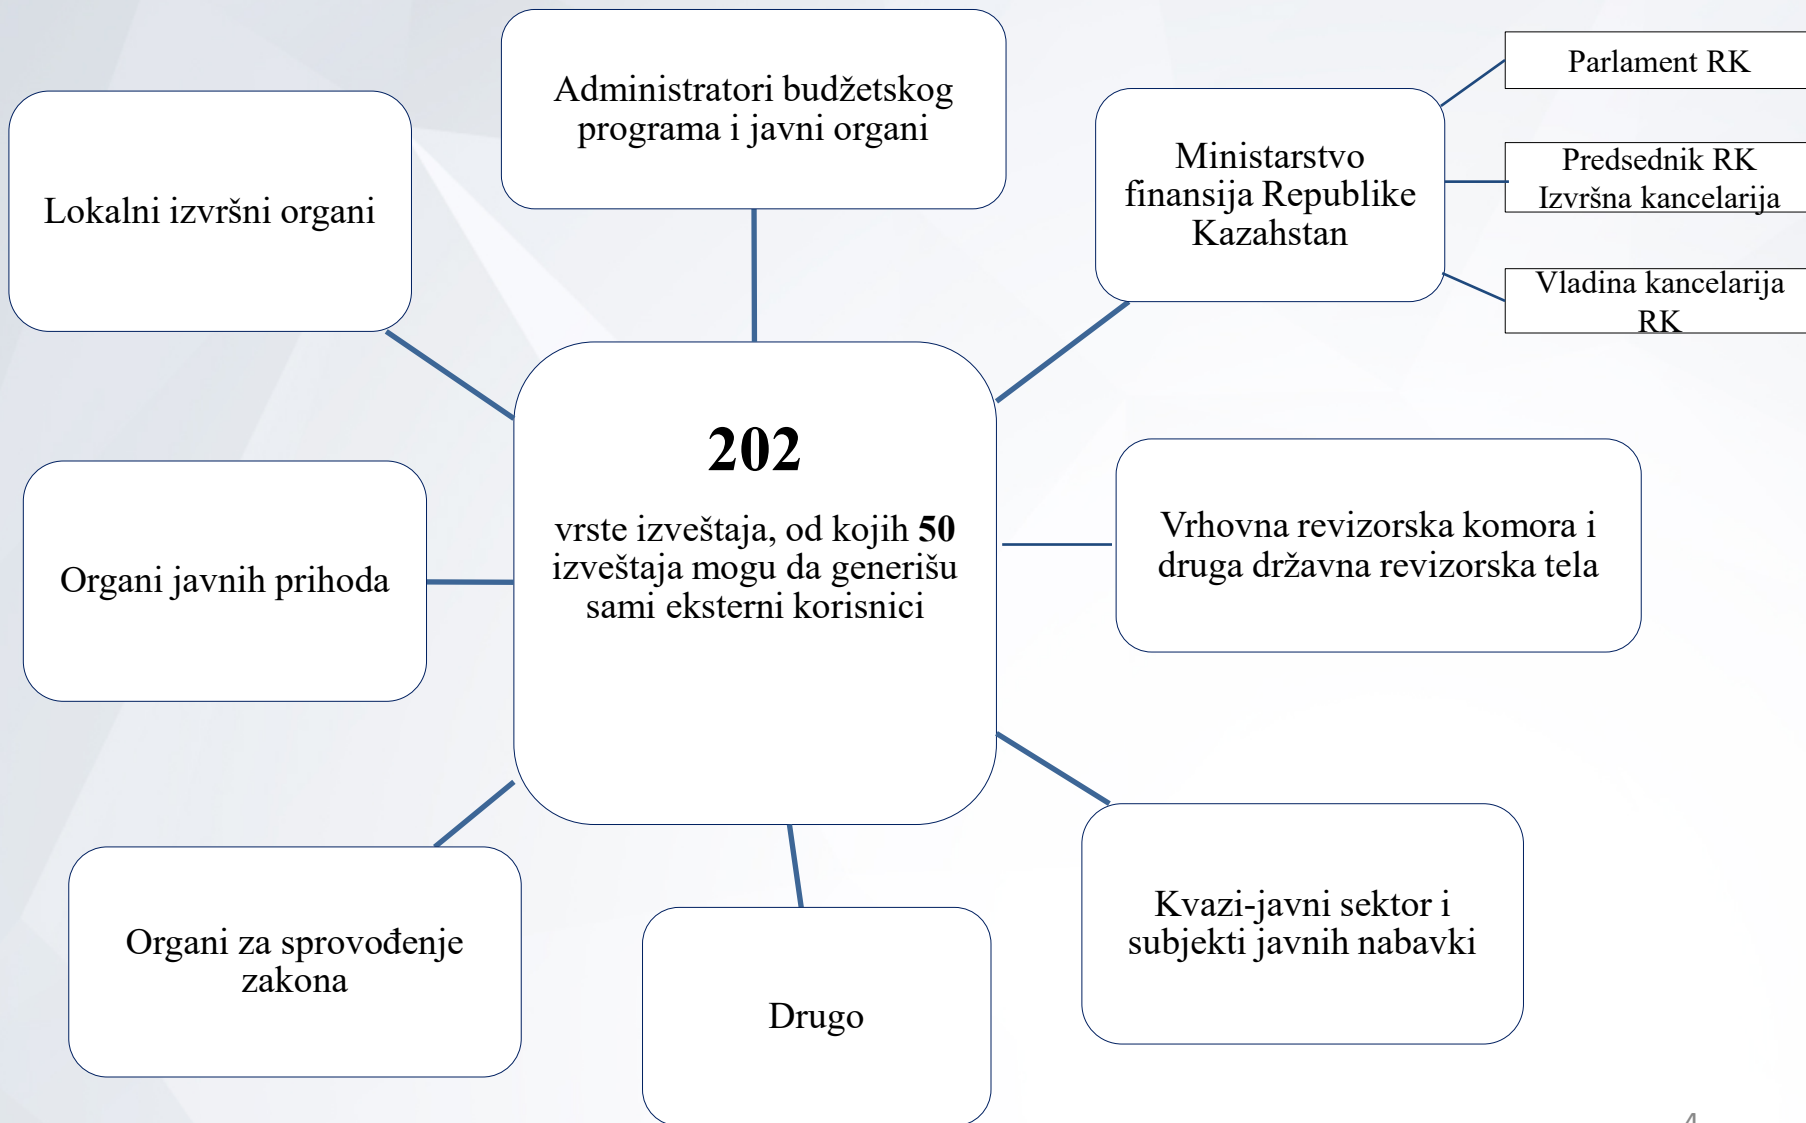 Administratori budžetskog
programa i javni organi
Parlament RK
Predsednik RK
Izvršna kancelarija
Vladina kancelarija
RK
Ministarstvo
finansija Republike
Kazahstan
Lokalni izvršni organi
202
vrste izveštaja, od kojih 50
izveštaja mogu da generišu
sami eksterni korisnici
Vrhovna revizorska komora i
druga državna revizorska tela
Organi javnih prihoda
Kvazi-javni sektor i
subjekti javnih nabavki
Organi za sprovođenje
zakona
Drugo
4